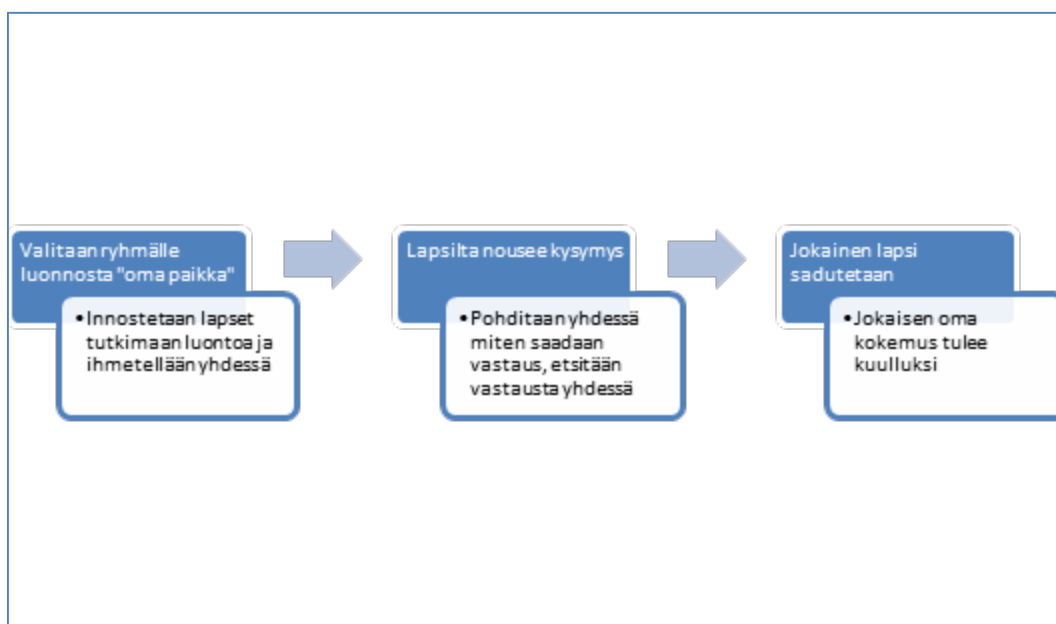 Valitaan ryhmälle
luonnosta "oma paikka"
• Innostetaan lapset
tutkimaan luontoa ja
ihmetellään yhdessä
Lapsilta nousee kysymys
• Pohditaan yhdessä
miten saadaan
vastaus, etsitään
vastausta yhdessä
Jokainen lapsi
sadutetaan
• Jokaisen oma
kokemus tulee
kuulluksi